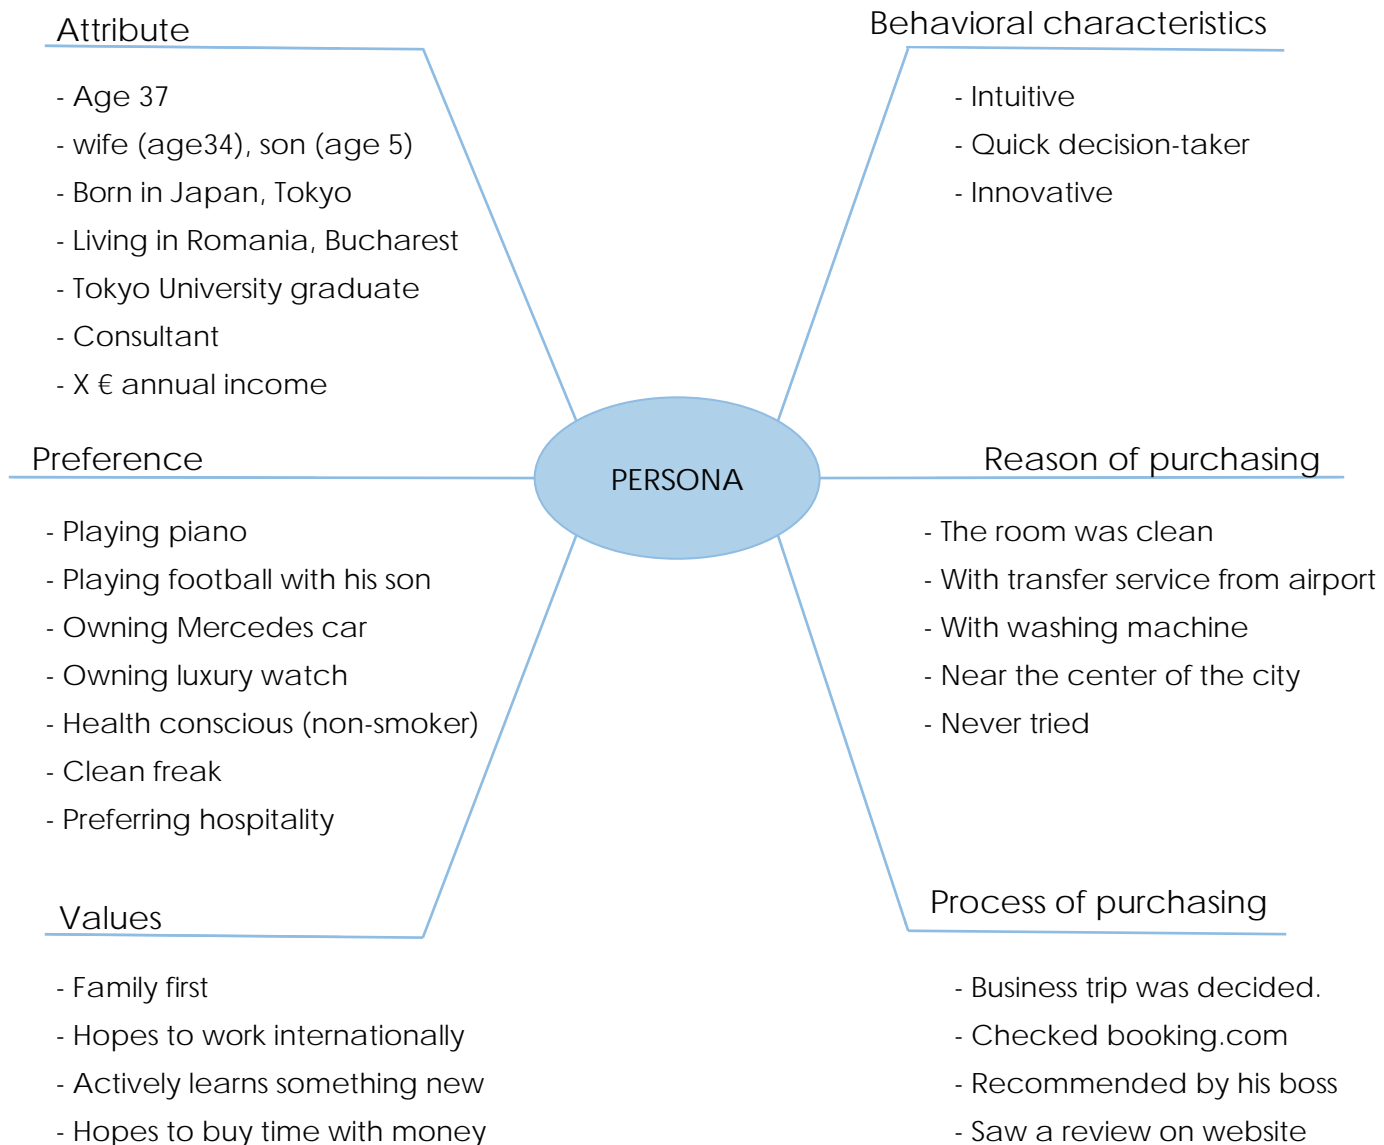 Attribute
- Age 37
- wife (age34), son (age 5)
- Born in Japan, Tokyo
- Living in Romania, Bucharest
- Tokyo University graduate
- Consultant
- X € annual income
Behavioral characteristics
- Intuitive
- Quick decision-taker
- Innovative
PERSONA
Preference
- Playing piano
- Playing football with his son
- Owning Mercedes car
- Owning luxury watch
- Health conscious (non-smoker)
- Clean freak
- Preferring hospitality
Reason of purchasing
- The room was clean
- With transfer service from airport
- With washing machine
- Near the center of the city
- Never tried
Values
- Family first
- Hopes to work internationally
- Actively learns something new
- Hopes to buy time with money
Process of purchasing
- Business trip was decided.
- Checked booking.com
- Recommended by his boss
- Saw a review on website